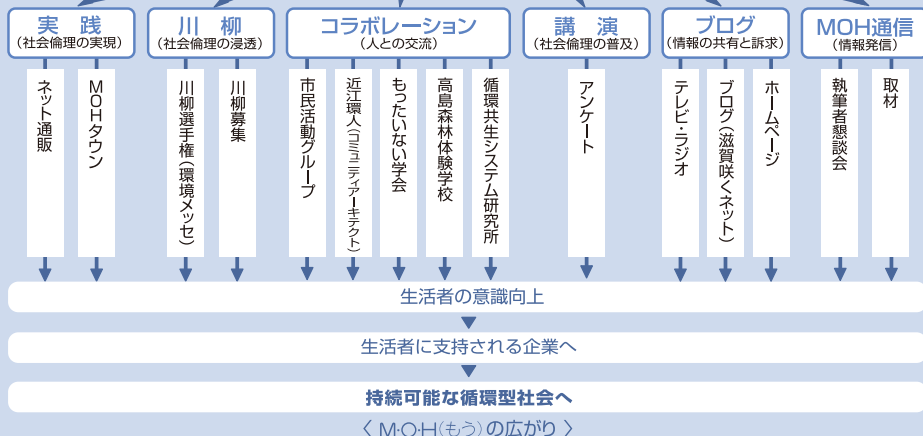 実践
(社会倫理の実現)
川柳
(社会倫理の浸透)
コラボレーション
(人との交流)
講演
(社会倫理の普及)
ブログ
(情報の共有と訴求)
MOH通信
(情報発信)
ネット通販
MOHタウン
川柳選手権(環境メッセ)
川柳募集
市民活動グループ
近江環人(コミュニティアーキテクト)
もったいない学会
高島森林体験学校
循環共生システム研究所
アンケート
テレビ・ラジオ
ブログ(滋賀咲くネット)
ホームページ
執筆者懇談会
取材
生活者の意識向上
生活者に支持される企業へ
持続可能な循環型社会へ
〈 M·O·H(もう)の広がり 〉